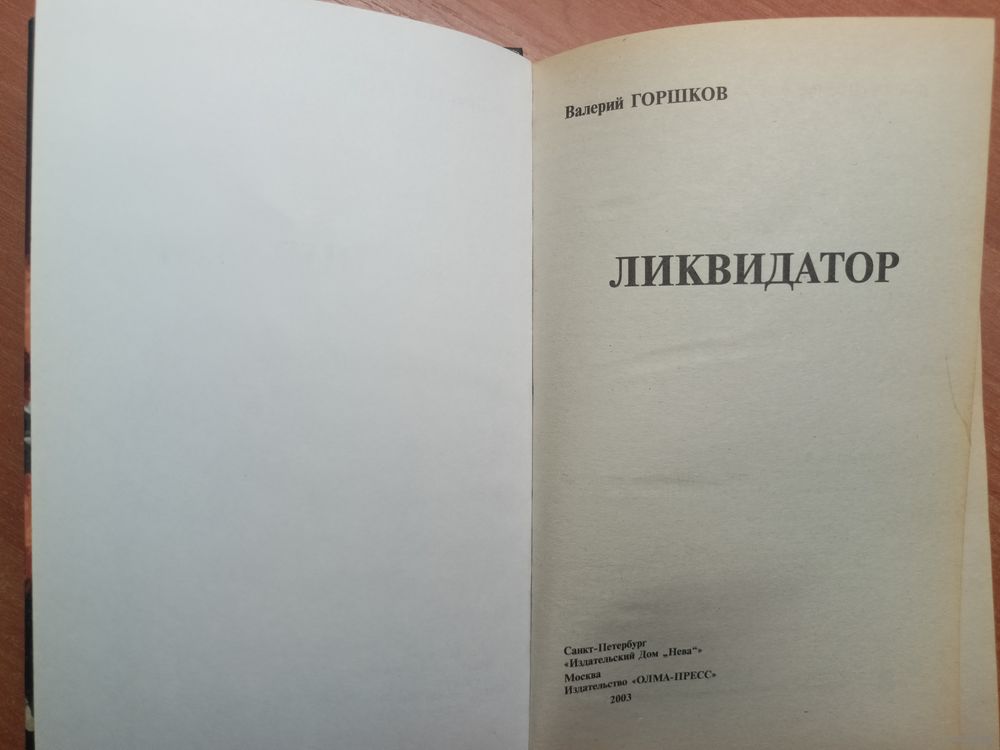 Валерий ГОРШКОВ
ЛИКВИДАТОР
Санкт-Петербург
«Издательский Дом „Нева“»
Москва
Издательство «ОЛМА-ПРЕСС»
2003